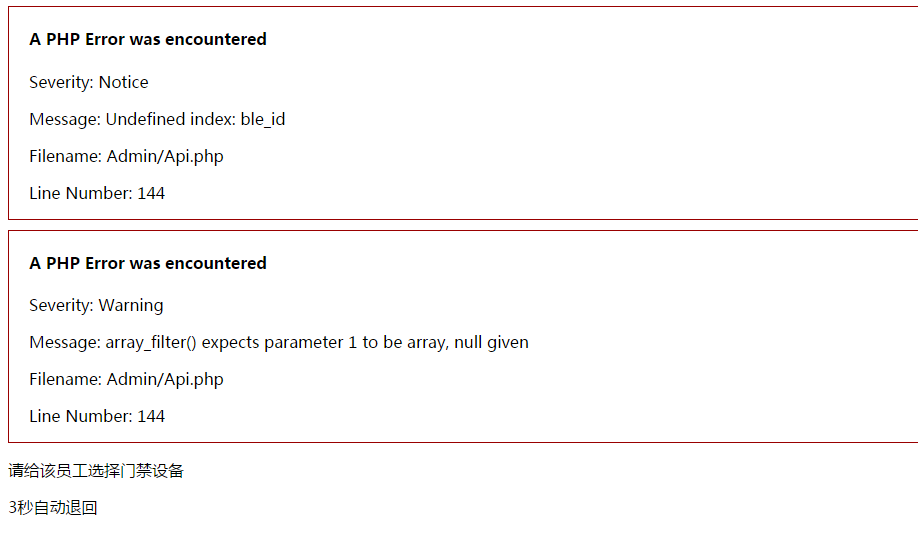 A PHP Error was encountered
Severity: Notice
Message: Undefined index: ble_id
Filename: Admin/Api.php
Line Number: 144
A PHP Error was encountered
Severity: Warning
Message: array_filter() expects parameter 1 to be array, null given
Filename: Admin/Api.php
Line Number: 144
请给该员工选择门禁设备
3秒自动退回